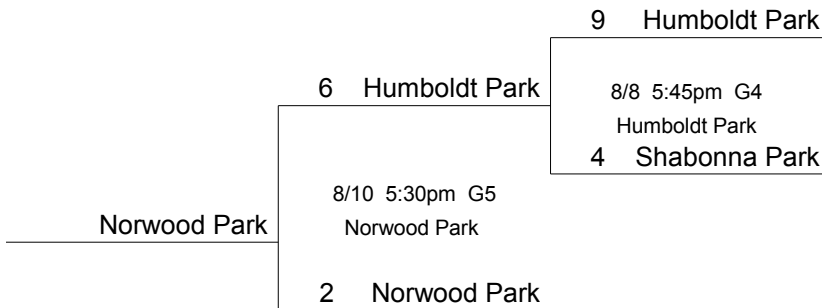 9 Humboldt Park
6 Humboldt Park
8/8 5:45pm G4
Humboldt Park
4 Shabonna Park
8/10 5:30pm G5
Norwood Park
Norwood Park
2 Norwood Park